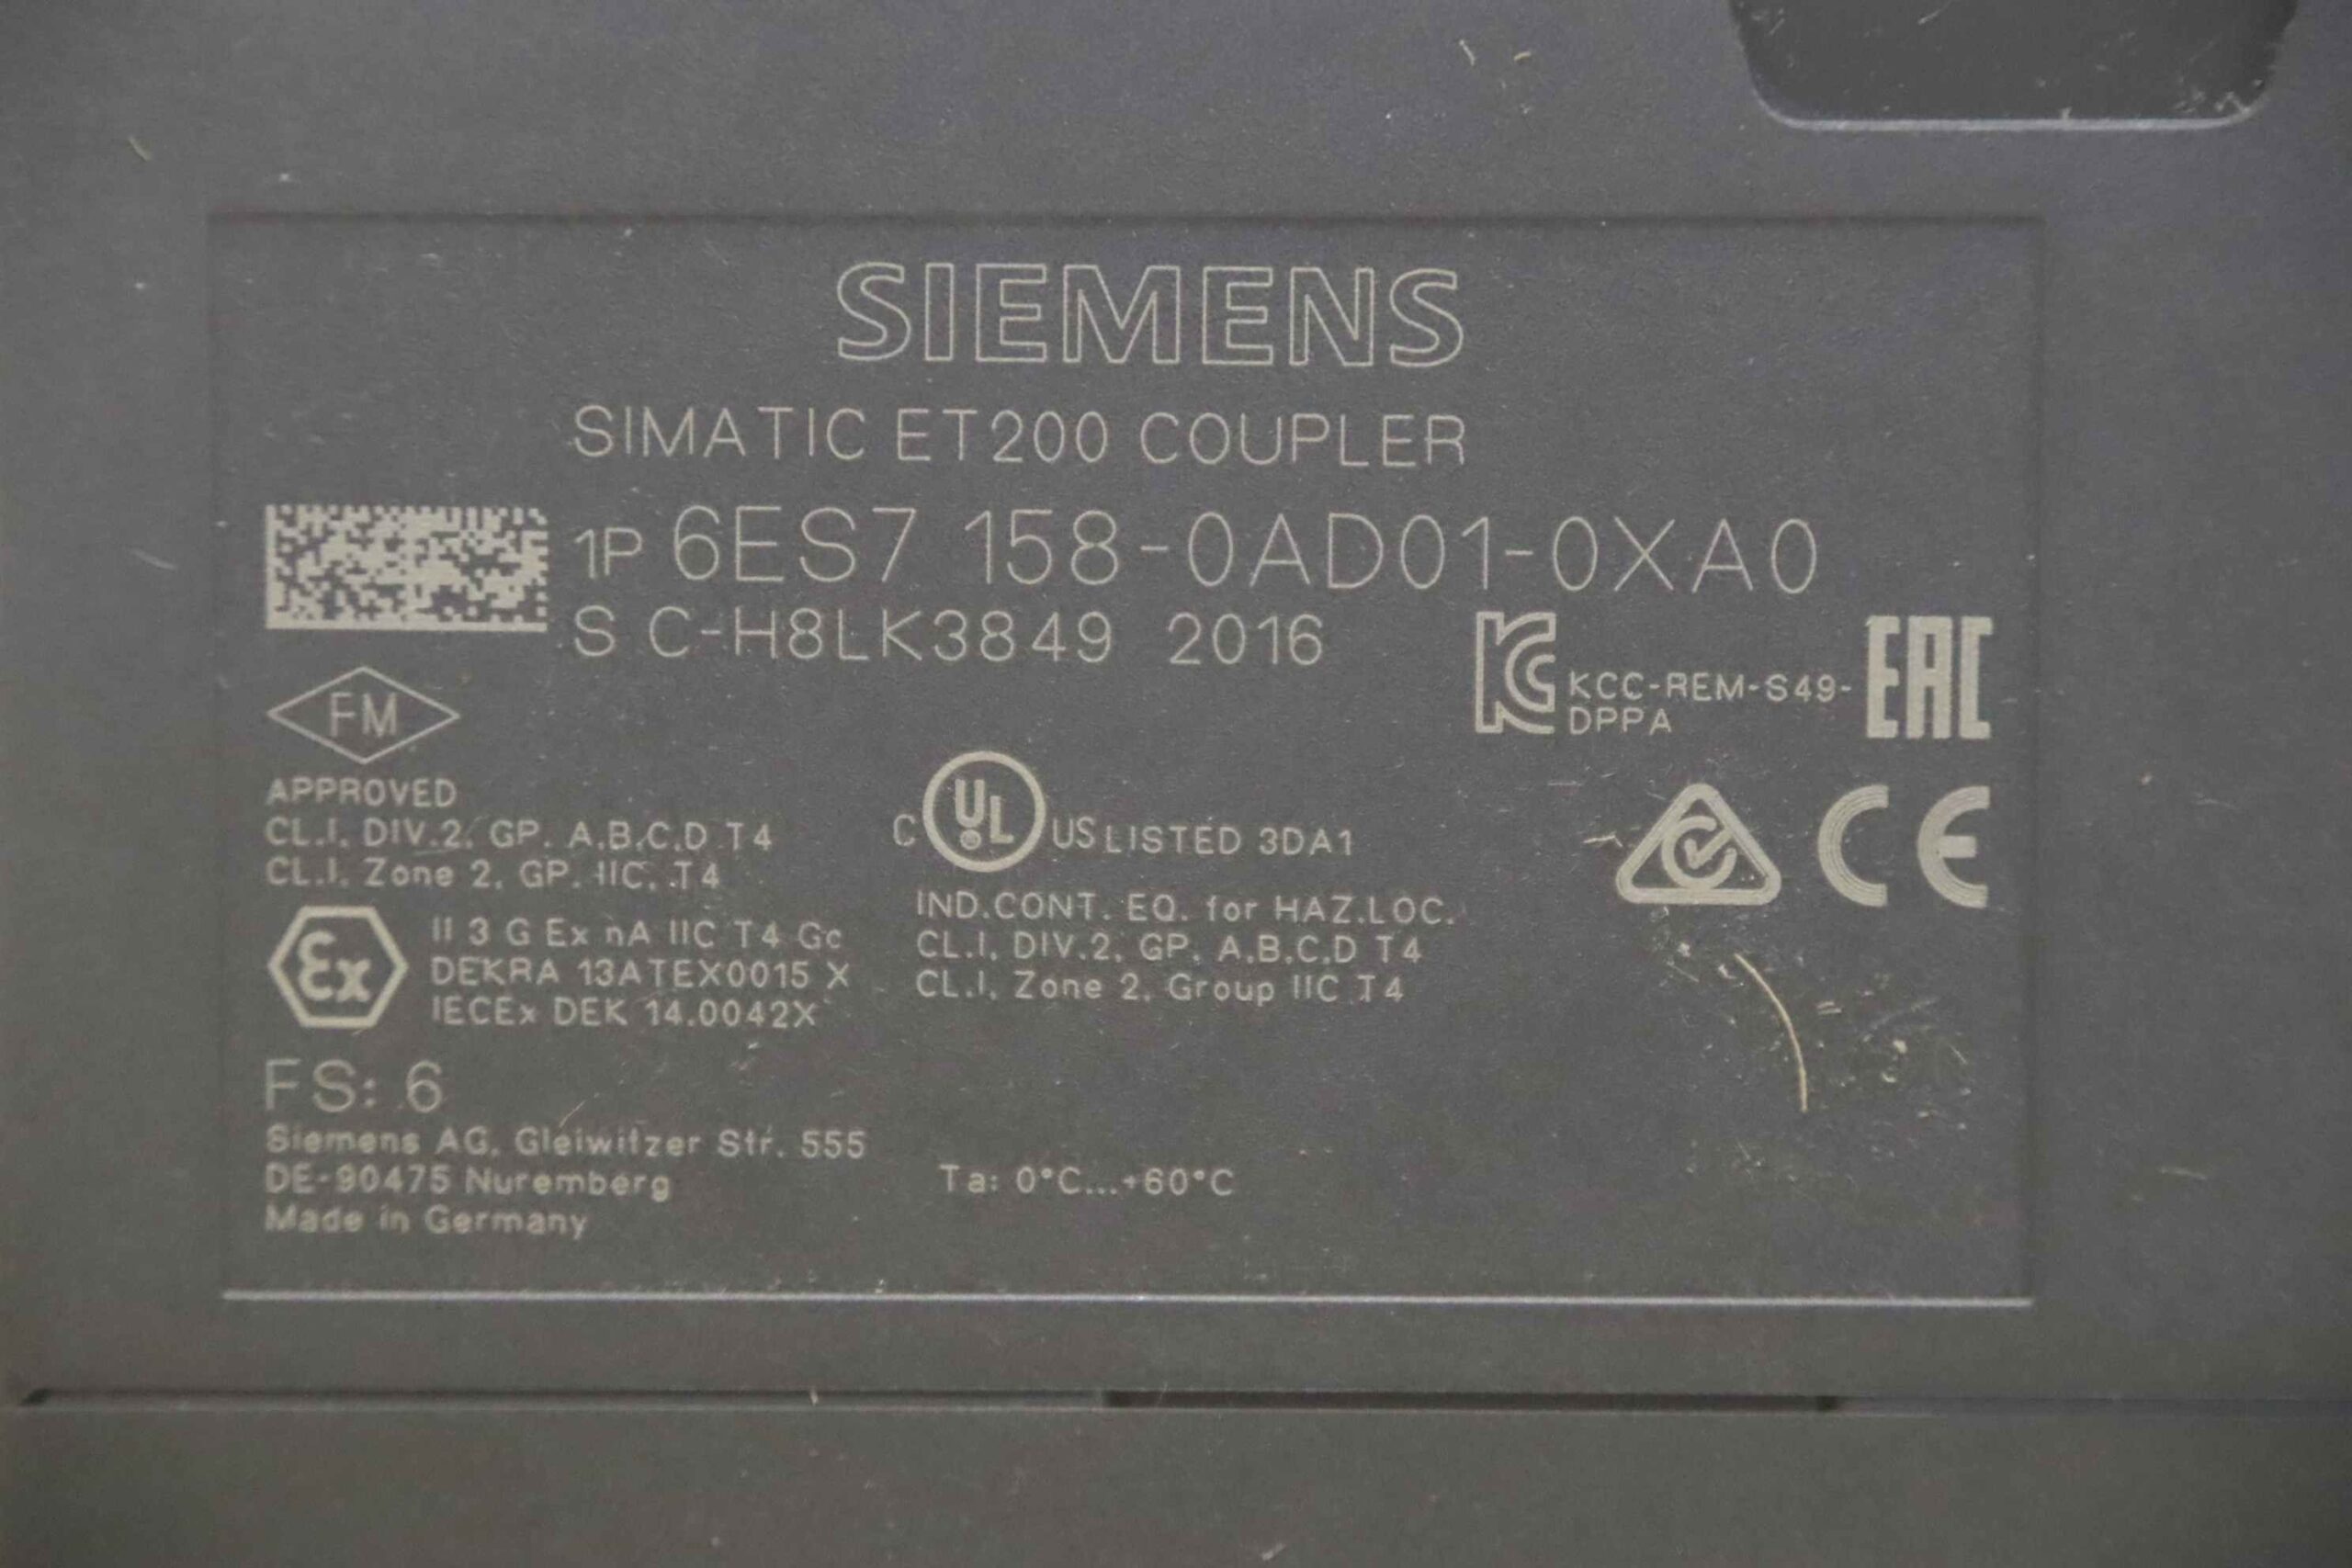 SIEMENS
SIMATIC ET200 COUPLER
1P 6ES7 158-0AD01-0XA0
S C-H8LK3849 2016
KCC-REM-S49-
DPPA
EAC
FM
APPROVED
CL.I, DIV.2, GP. A.B.C.D T4
CL.I, Zone 2, GP. IIC, T4
C UL US LISTED 3DA1
IND.CONT. EQ. for HAZ.LOC.
CL.I, DIV.2, GP. A.B.C.D T4
CL.I, Zone 2, Group IIC T4
CE
Ex
II 3 G Ex nA IIC T4 Gc
DEKRA 13ATEX0015 X
IECEx DEK 14.0042X
FS: 6
Siemens AG, Gleiwitzer Str. 555
DE-90475 Nuremberg
Made in Germany
Ta: 0°C...+60°C